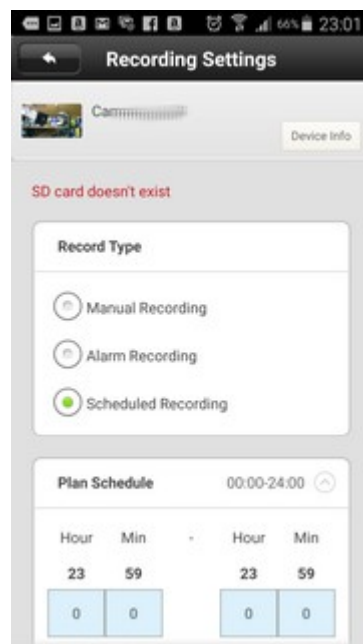 66% 23:01
Recording Settings
Device Info
SD card doesn't exist
Record Type
Manual Recording
Alarm Recording
Scheduled Recording
Plan Schedule 00:00-24:00
Hour Min - Hour Min
23 59 23 59
0 0 0 0